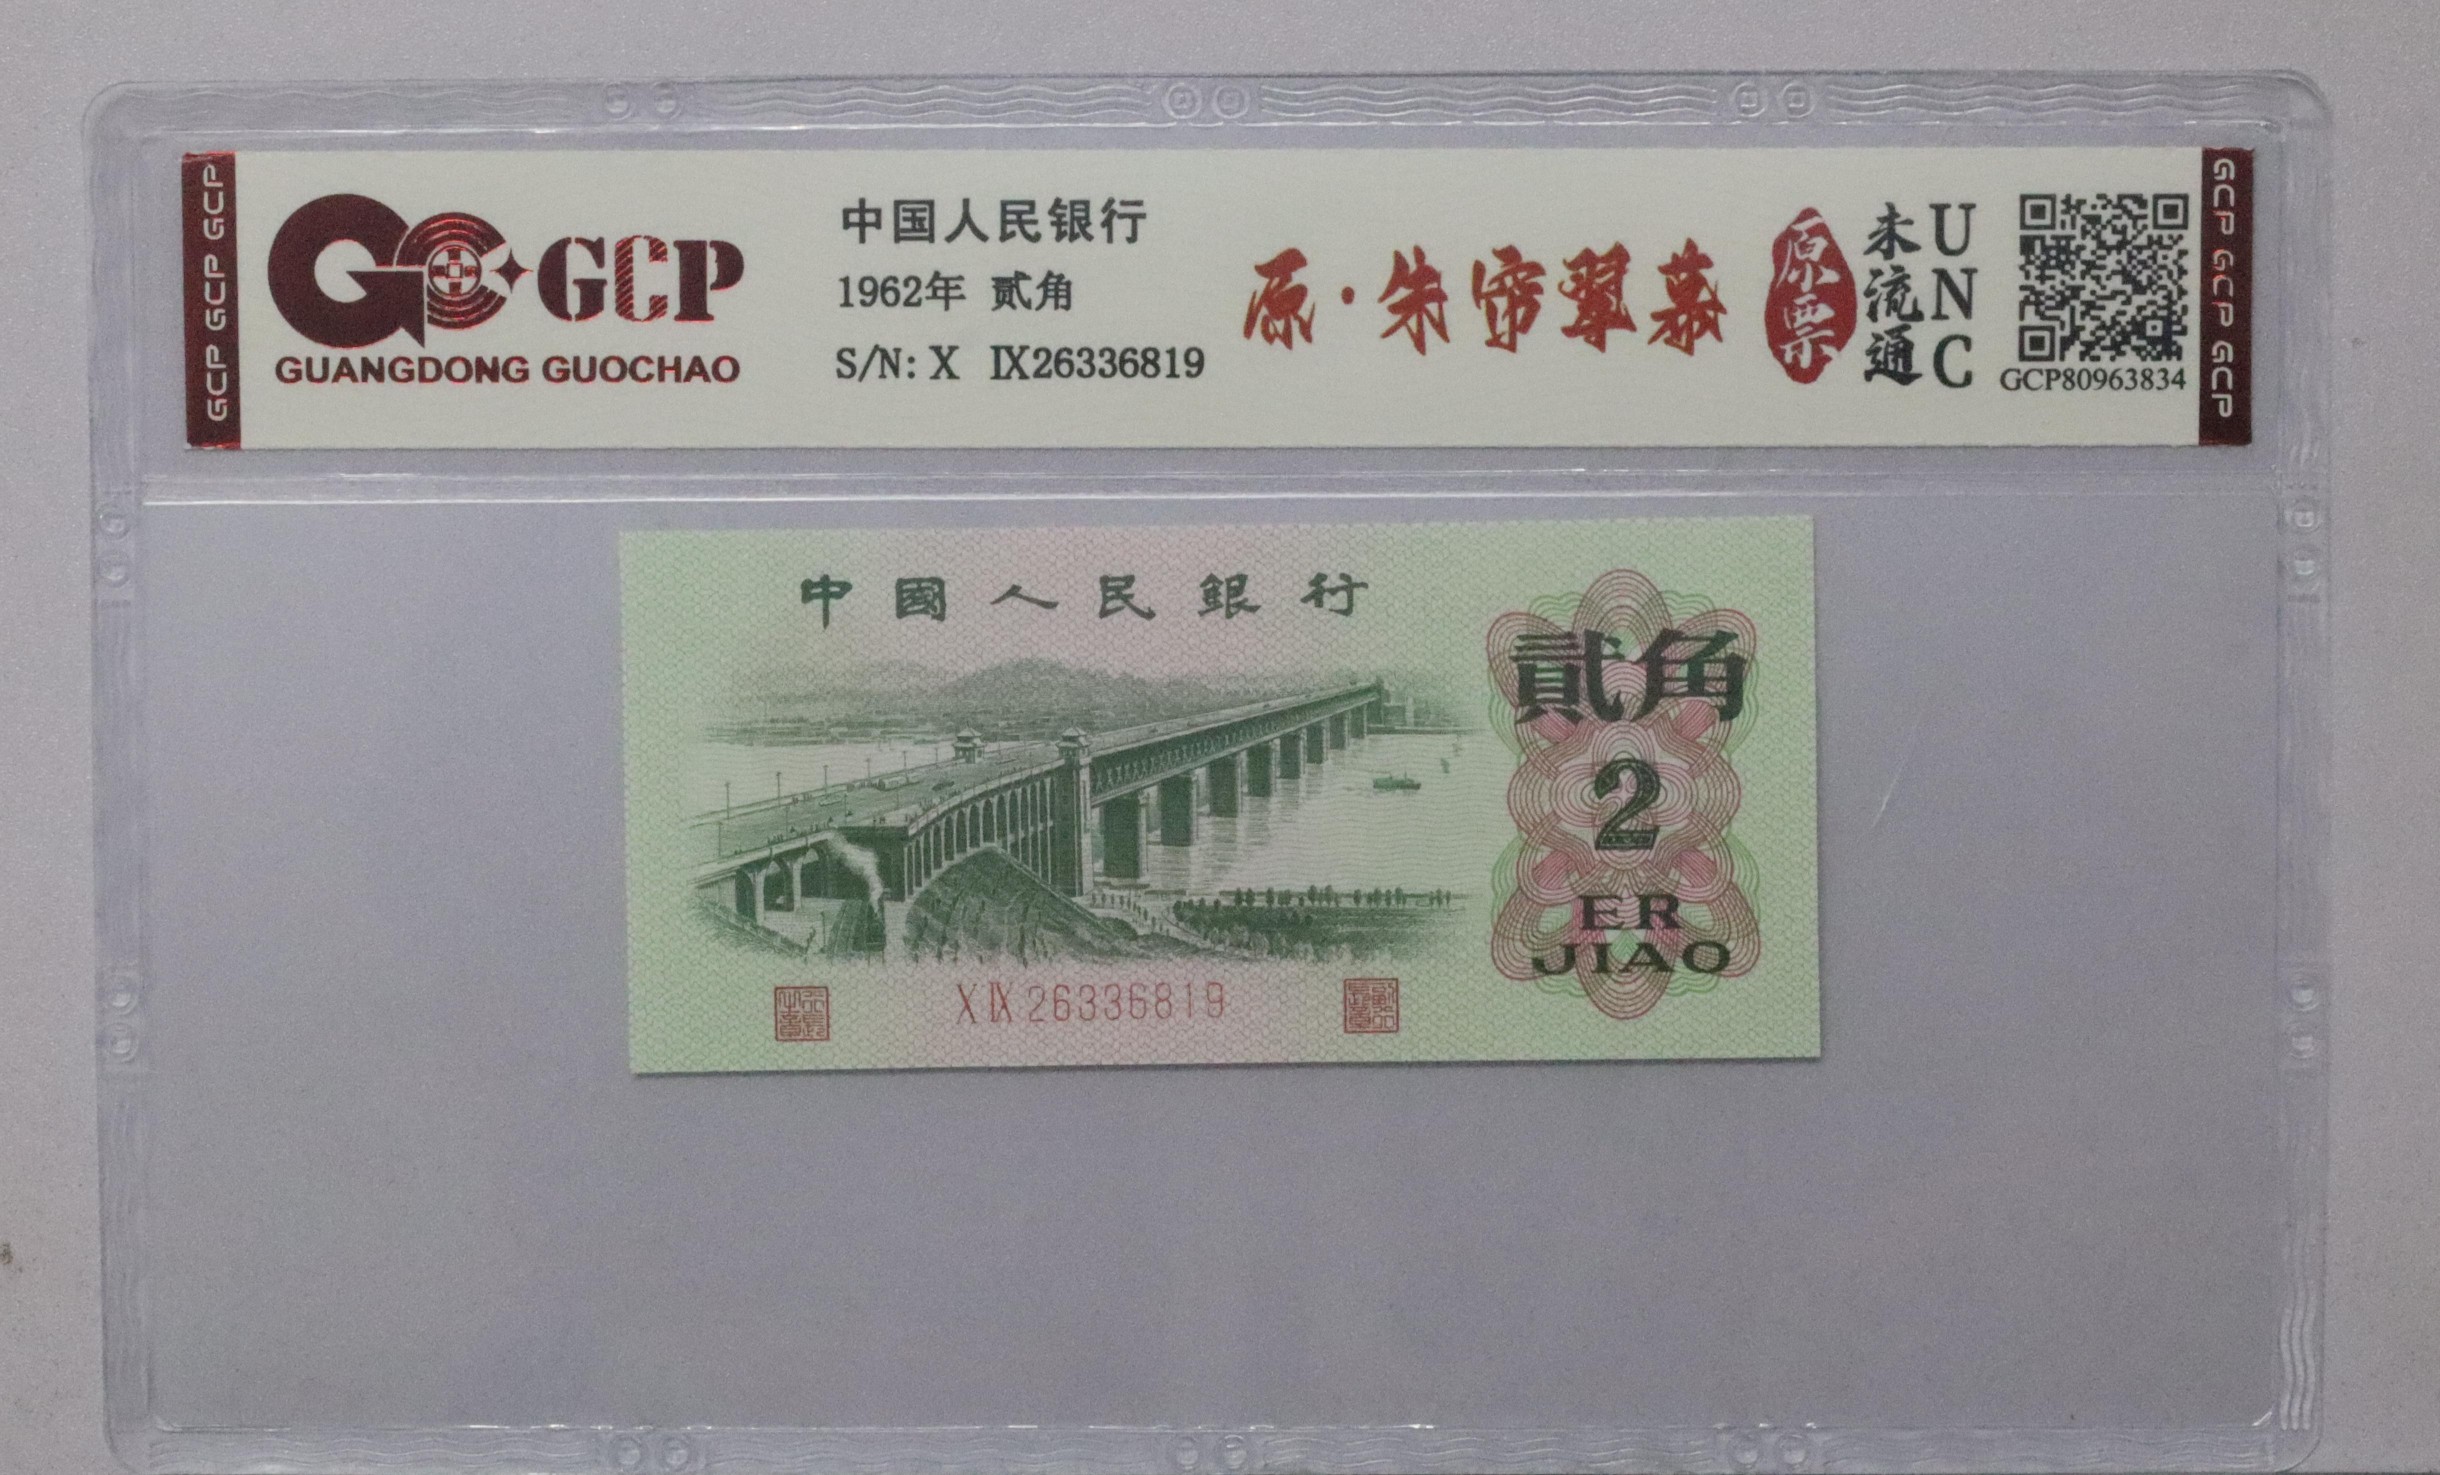 GCP GCP GCP
GCP
GUANGDONG GUOCHAO
中国人民银行
1962年 贰角
S/N: X IX26336819
原·朱帘翠幕
原票
未流通
UNC
GCP80963834
GCP GCP GCP
中國人民銀行
貳角
2
ER
JIAO
X IX 26336819